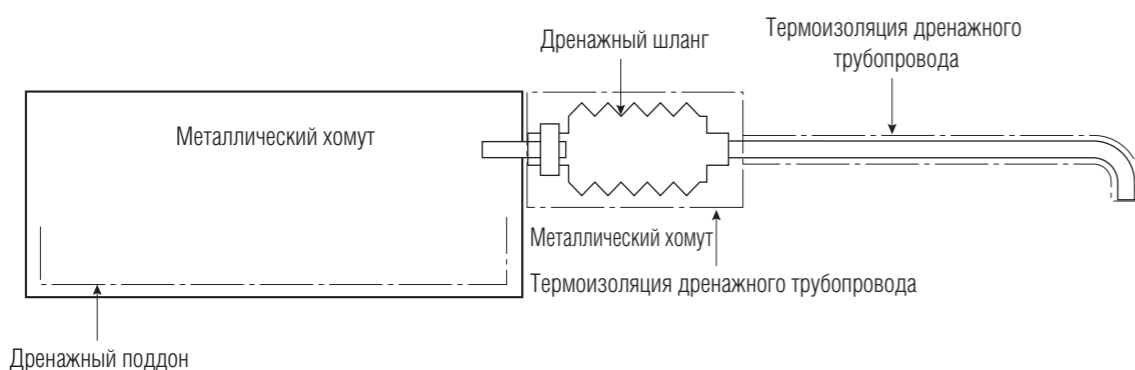 Термоизоляция дренажного
трубопровода
Дренажный шланг
Металлический хомут
Металлический хомут
Термоизоляция дренажного трубопровода
Дренажный поддон